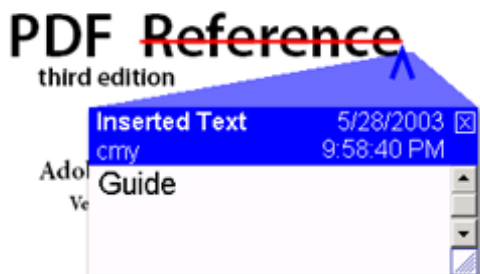 PDF Reference
third edition
Inserted Text 5/28/2003
cmy 9:58:40 PM
Guide